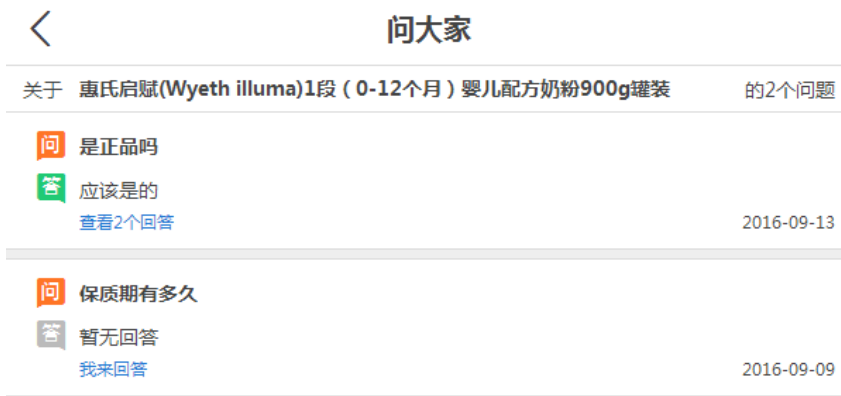 问大家
关于 惠氏启赋(Wyeth illuma)1段（0-12个月）婴儿配方奶粉900g罐装 的2个问题
问 是正品吗
答 应该是的
查看2个回答 2016-09-13
问 保质期有多久
答 暂无回答
我来回答 2016-09-09